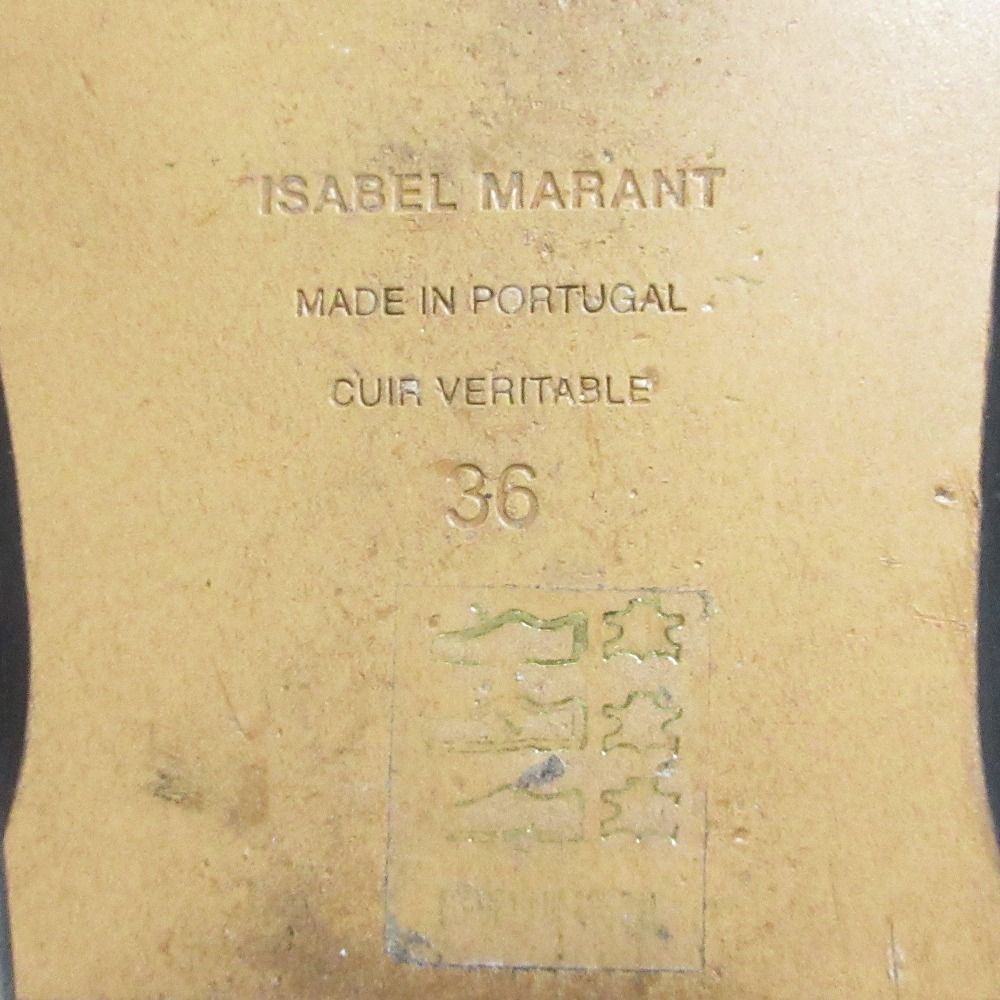 ISABEL MARANT
MADE IN PORTUGAL
CUIR VERITABLE
36